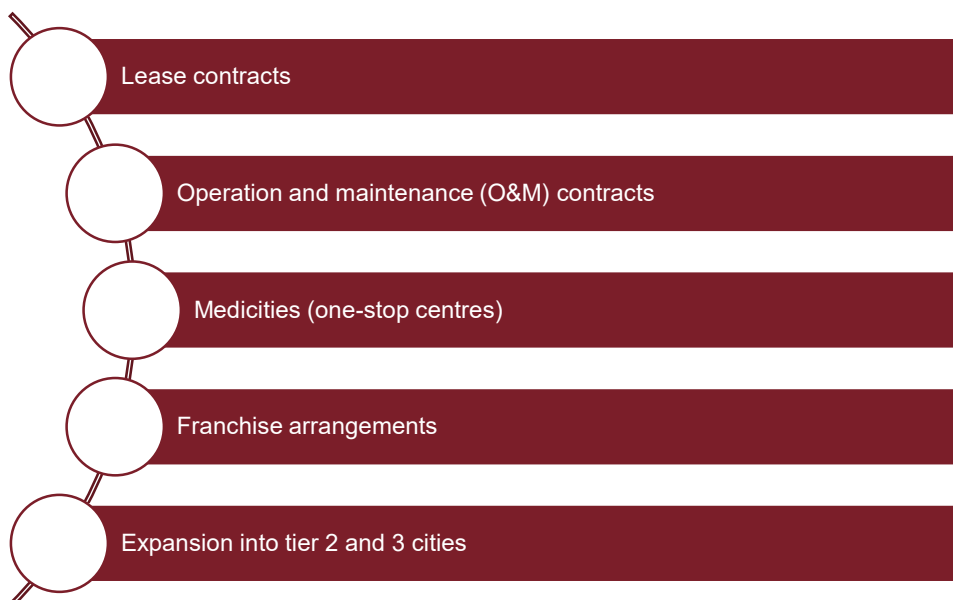 Lease contracts
Operation and maintenance (O&M) contracts
Medicities (one-stop centres)
Franchise arrangements
Expansion into tier 2 and 3 cities